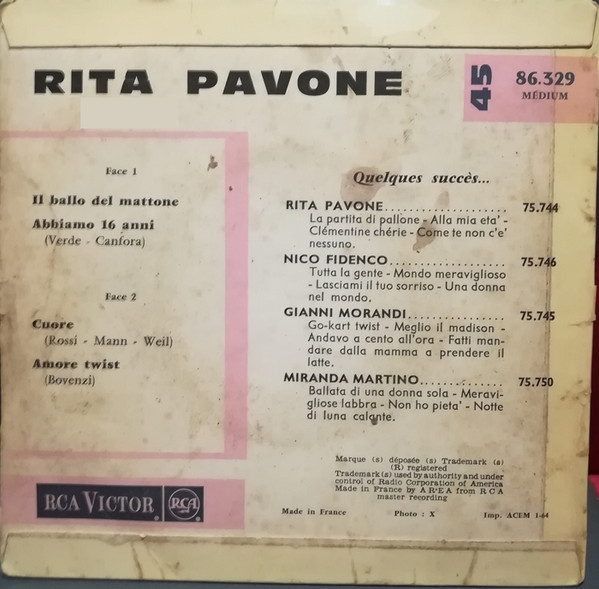 RITA PAVONE
45
86.329
MÉDIUM
Face 1
Il ballo del mattone
Abbiamo 16 anni
(Verde - Canfora)
Face 2
Cuore
(Rossi - Mann - Weil)
Amore twist
(Bovenzi)
Quelques succès...
RITA PAVONE.................... 75.744
La partita di pallone - Alla mia eta' -
Clémentine chérie - Come te non c'e'
nessuno.
NICO FIDENCO.................... 75.746
Tutta la gente - Mondo meraviglioso
- Lasciami il tuo sorriso - Una donna
nel mondo.
GIANNI MORANDI................ 75.745
Go-kart twist - Meglio il madison -
Andavo a cento all'ora - Fatti man-
dare dalla mamma a prendere il
latte.
MIRANDA MARTINO............. 75.750
Ballata di una donna sola - Meravi-
gliose labbra - Non ho pieta' - Notte
di luna calante.
Marque (s) déposée (s) Trademark (s)
(R) registered
Trademark(s) used by authority and under
control of Radio Corporation of America
Made in France by A R E A from R C A
master recording
RCA VICTOR
RCA
Made in France
Photo : X
Imp. ACEM 1-64